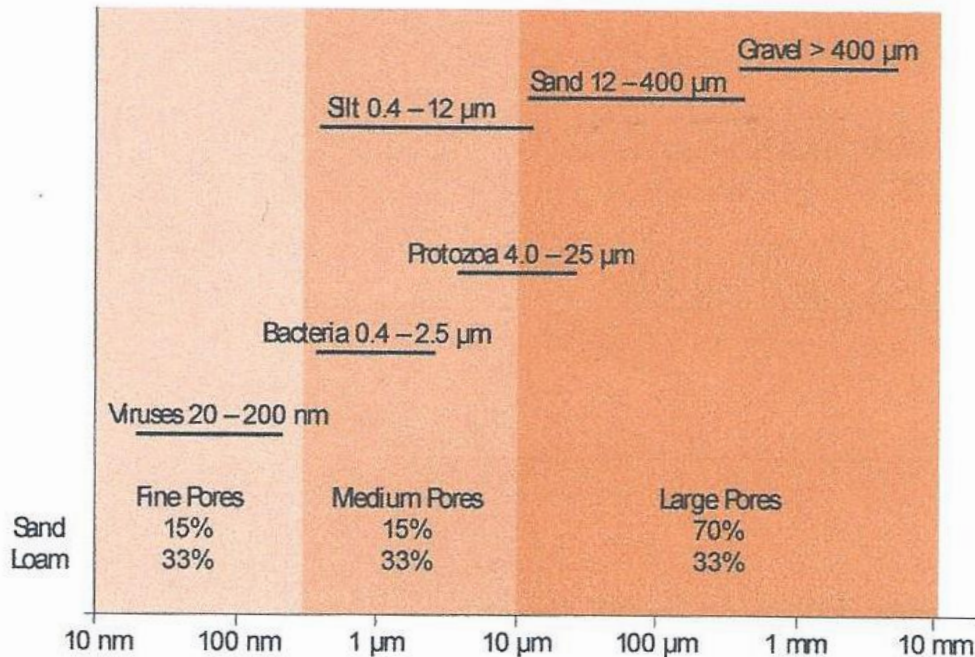 Gravel > 400 µm
Sand 12 – 400 µm
Silt 0.4 – 12 µm
Protozoa 4.0 – 25 µm
Bacteria 0.4 – 2.5 µm
Viruses 20 – 200 nm
Fine Pores Medium Pores Large Pores
Sand 15% 15% 70%
Loam 33% 33% 33%
10 nm 100 nm 1 µm 10 µm 100 µm 1 mm 10 mm